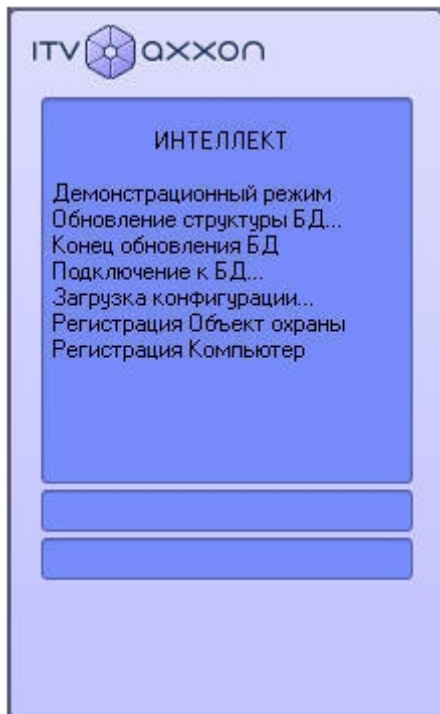 ITV AXXON
ИНТЕЛЛЕКТ
Демонстрационный режим
Обновление структуры БД...
Конец обновления БД
Подключение к БД...
Загрузка конфигурации...
Регистрация Объект охраны
Регистрация Компьютер